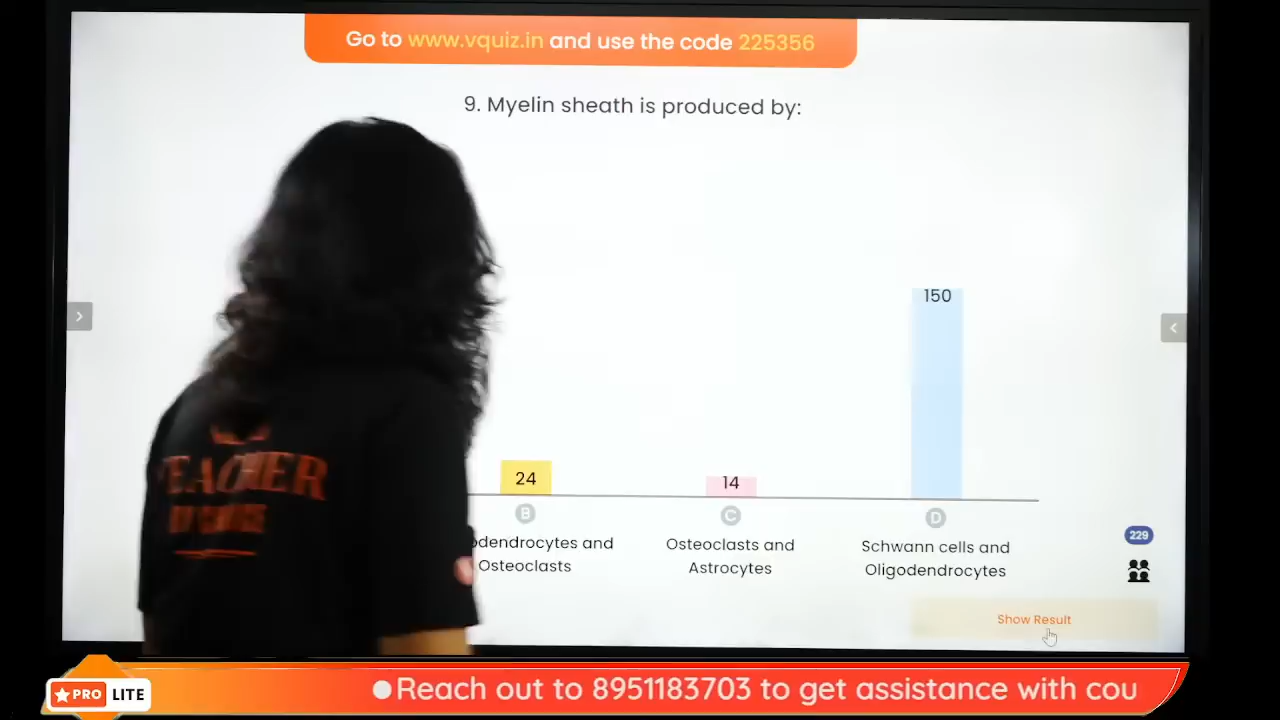 Go to www.vquiz.in and use the code 225356
9. Myelin sheath is produced by:
150
24
14
B
C
D
and
Osteoclasts
Osteoclasts and
Astrocytes
Schwann cells and
Oligodendrocytes
229
Show Result
PRO LITE
Reach out to 8951183703 to get assistance with cou